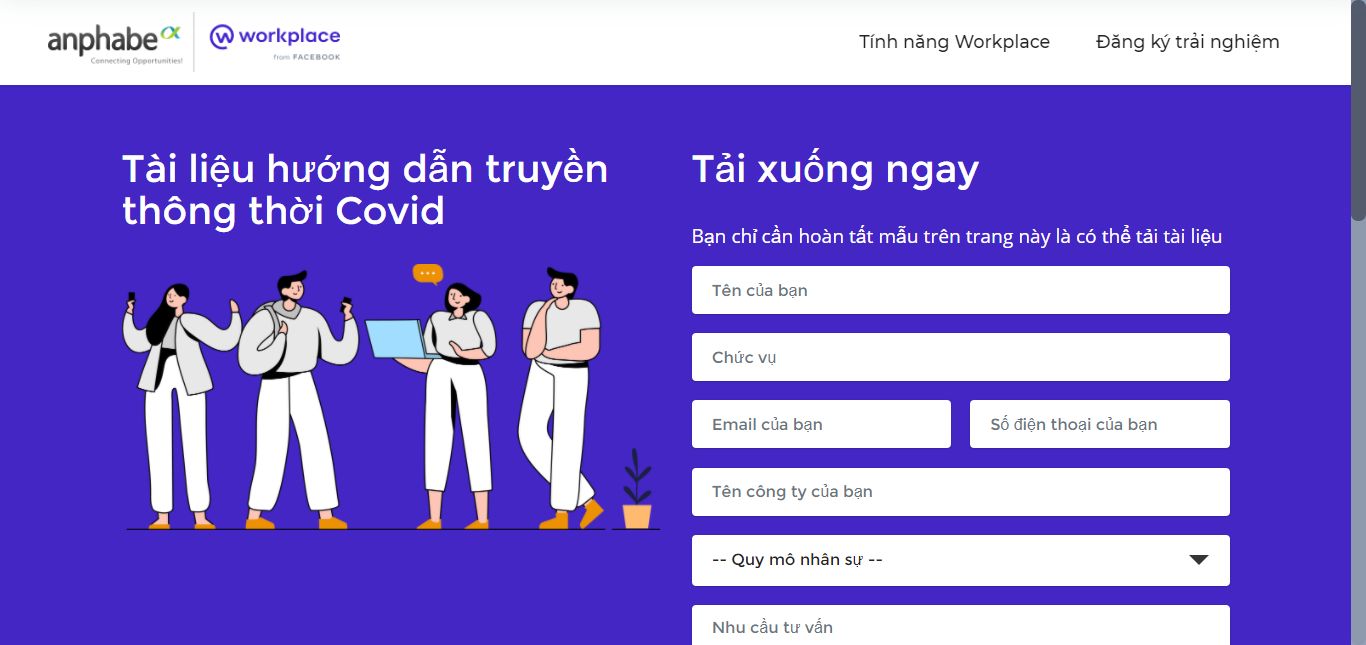 anphabe
Connecting Opportunities!
workplace
from FACEBOOK
Tính năng Workplace
Đăng ký trải nghiệm
Tài liệu hướng dẫn truyền
thông thời Covid
Tải xuống ngay
Bạn chỉ cần hoàn tất mẫu trên trang này là có thể tải tài liệu
Tên của bạn
Chức vụ
Email của bạn
Số điện thoại của bạn
Tên công ty của bạn
-- Quy mô nhân sự --
Nhu cầu tư vấn